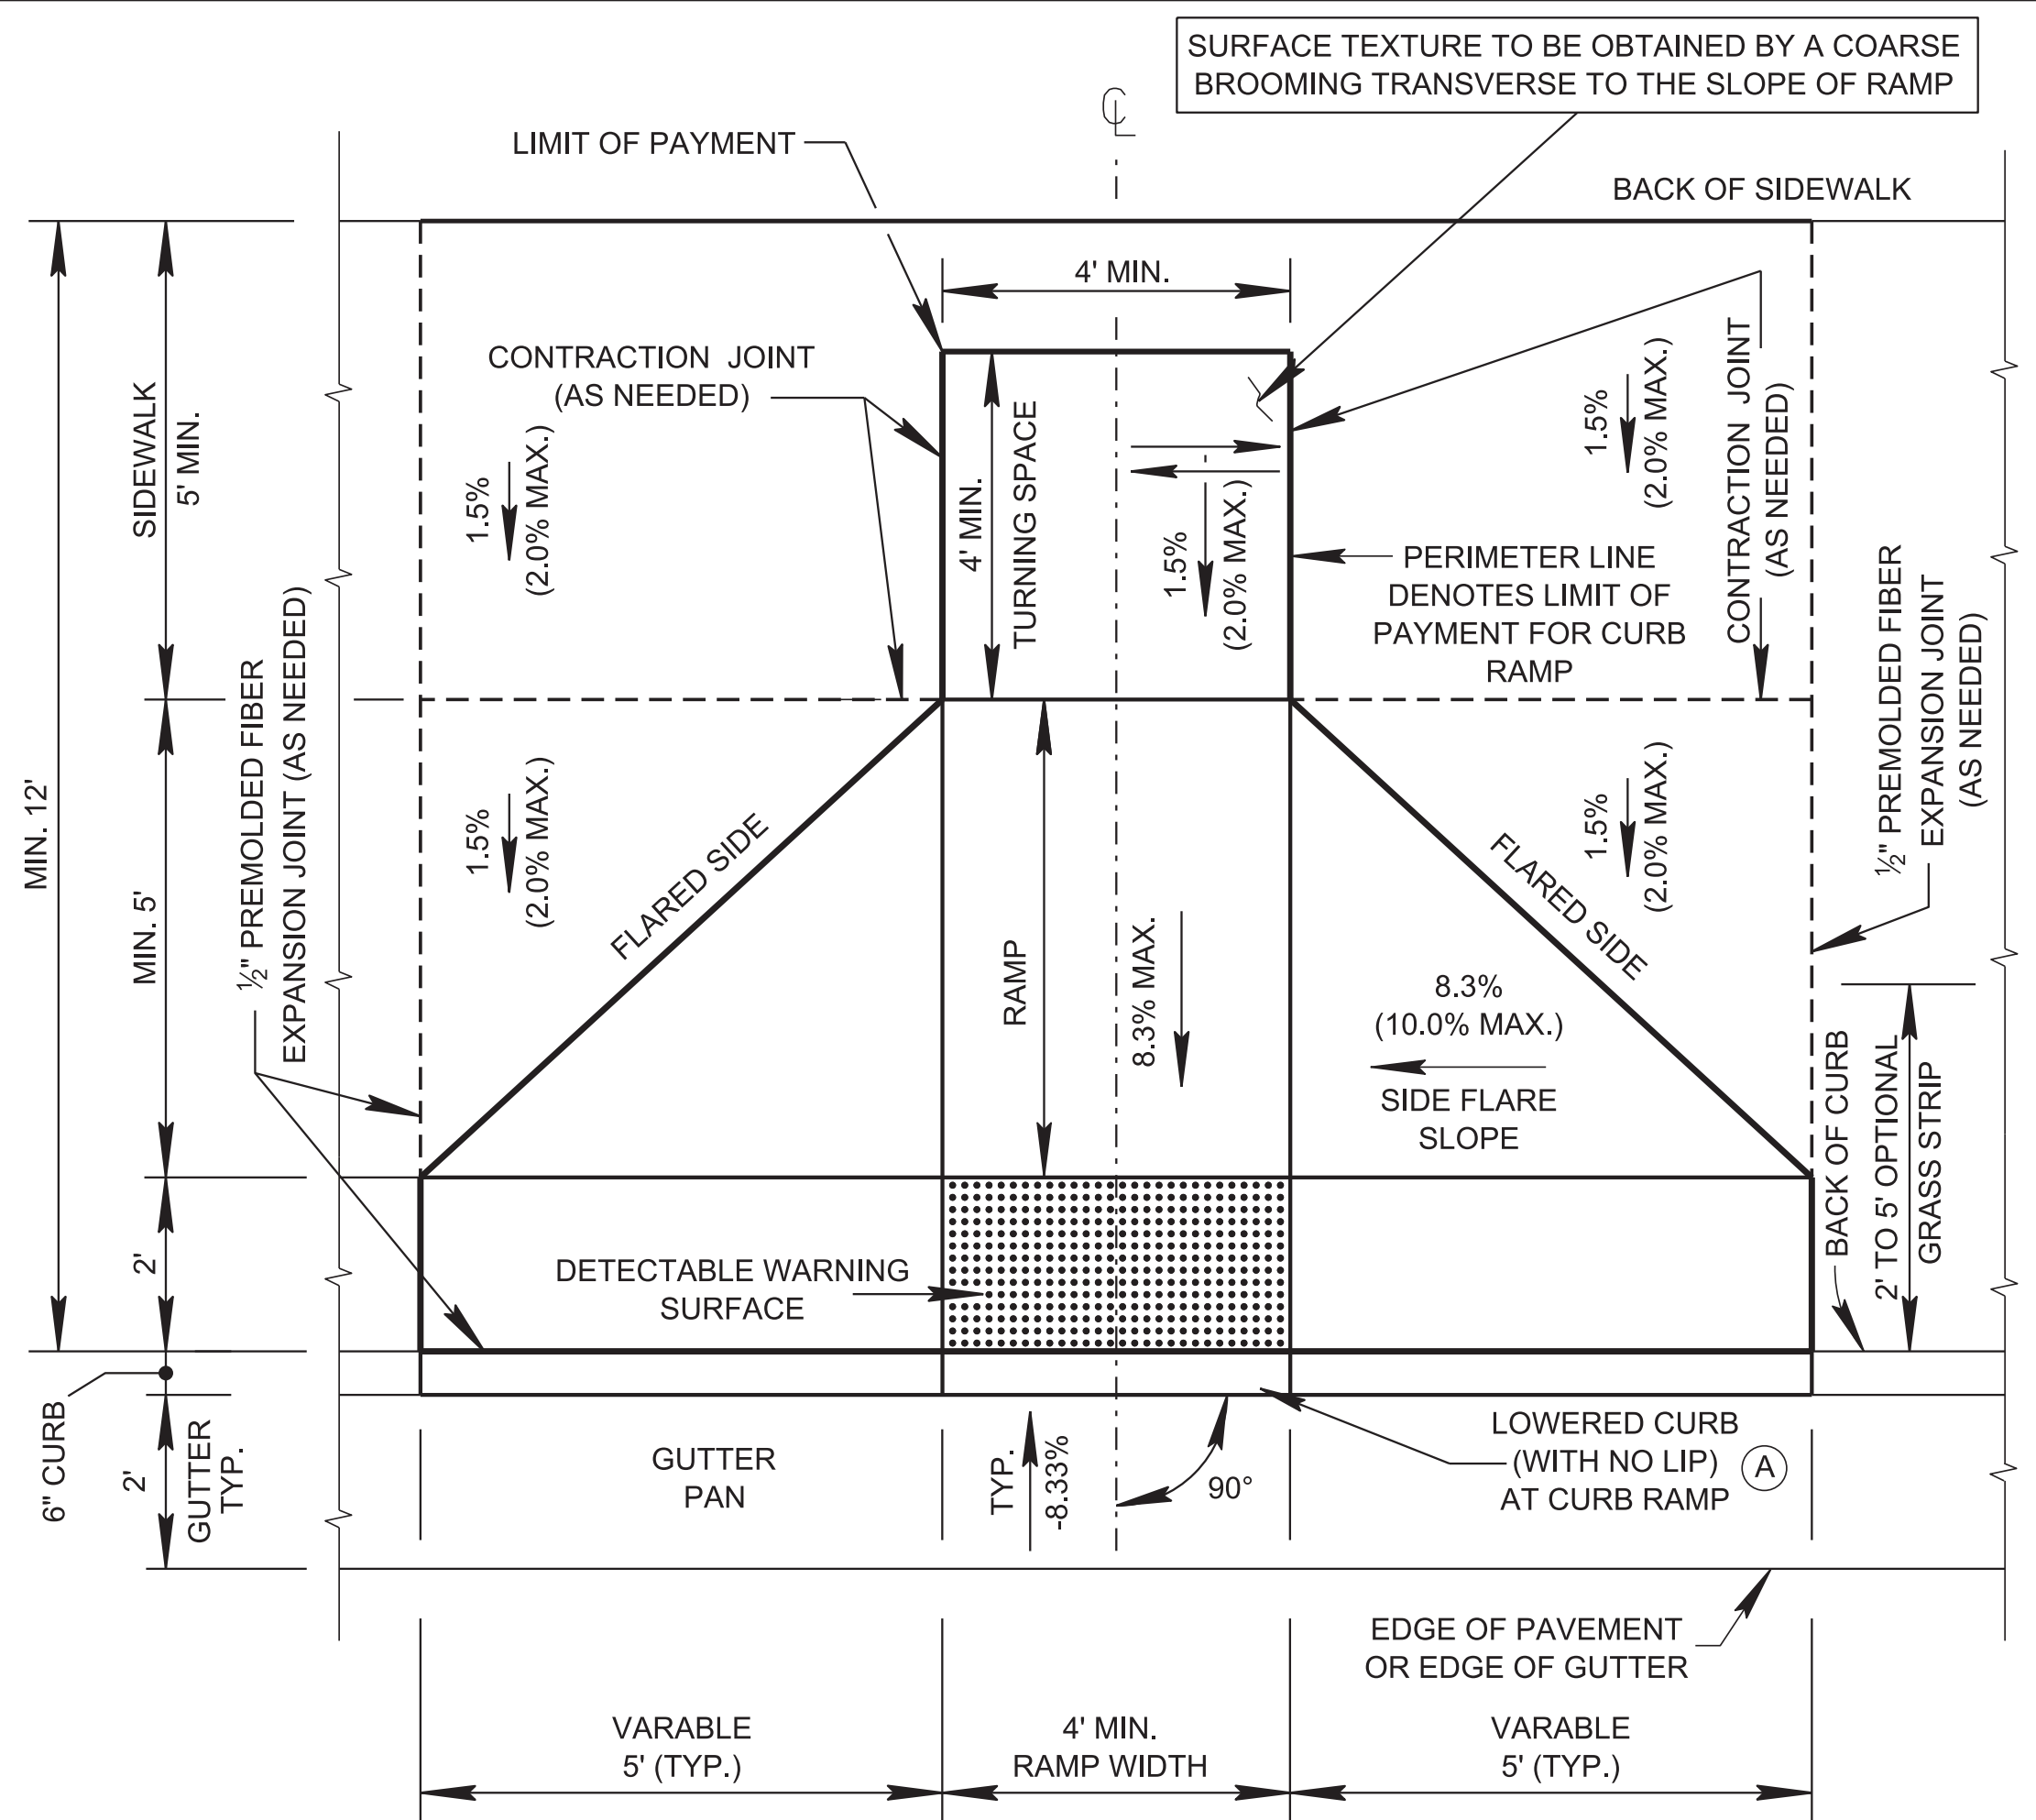 SURFACE TEXTURE TO BE OBTAINED BY A COARSE
BROOMING TRANSVERSE TO THE SLOPE OF RAMP
℄
LIMIT OF PAYMENT
BACK OF SIDEWALK
4' MIN.
CONTRACTION JOINT
(AS NEEDED)
SIDEWALK
5' MIN.
1.5%
(2.0% MAX.)
4' MIN.
TURNING SPACE
1.5%
(2.0% MAX.)
1.5%
(2.0% MAX.)
CONTRACTION JOINT
(AS NEEDED)
PERIMETER LINE
DENOTES LIMIT OF
PAYMENT FOR CURB
RAMP
½" PREMOLDED FIBER
EXPANSION JOINT
(AS NEEDED)
½" PREMOLDED FIBER
EXPANSION JOINT (AS NEEDED)
MIN. 12'
MIN. 5'
1.5%
(2.0% MAX.)
FLARED SIDE
RAMP
8.3% MAX.
FLARED SIDE
1.5%
(2.0% MAX.)
8.3%
(10.0% MAX.)
SIDE FLARE
SLOPE
BACK OF CURB
2' TO 5' OPTIONAL
GRASS STRIP
2'
DETECTABLE WARNING
SURFACE
6" CURB
2'
GUTTER
TYP.
GUTTER
PAN
TYP.
-8.33%
90°
LOWERED CURB
(WITH NO LIP)
AT CURB RAMP
A
EDGE OF PAVEMENT
OR EDGE OF GUTTER
VARABLE
5' (TYP.)
4' MIN.
RAMP WIDTH
VARABLE
5' (TYP.)